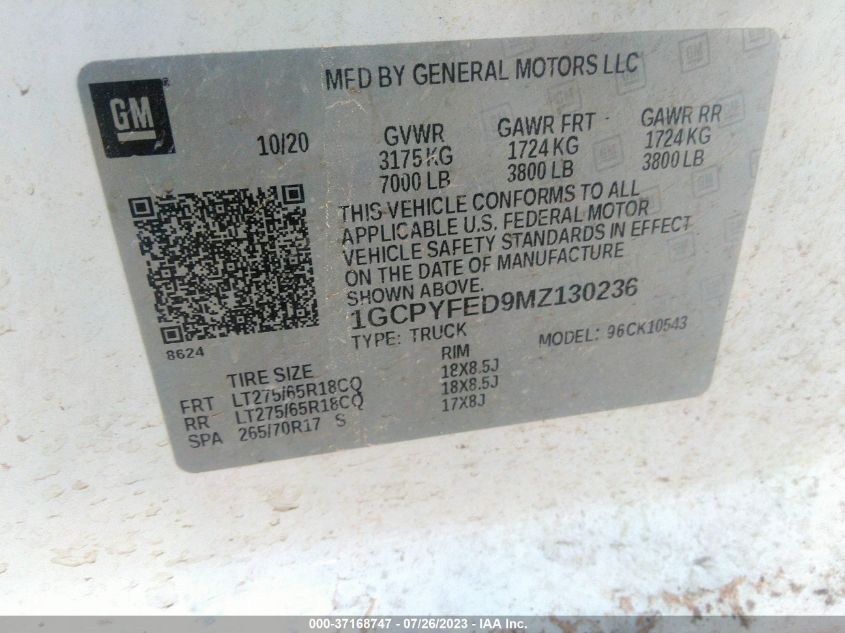 GM
MFD BY GENERAL MOTORS LLC
10/20
GVWR GAWR FRT GAWR RR
3175 KG 1724 KG 1724 KG
7000 LB 3800 LB 3800 LB
THIS VEHICLE CONFORMS TO ALL
APPLICABLE U.S. FEDERAL MOTOR
VEHICLE SAFETY STANDARDS IN EFFECT
ON THE DATE OF MANUFACTURE
SHOWN ABOVE.
1GCPYFED9MZ130236
TYPE: TRUCK MODEL: 96CK10543
8624
TIRE SIZE RIM
FRT LT275/65R18CQ 18X8.5J
RR LT275/65R18CQ 18X8.5J
SPA 265/70R17 S 17X8J
000-37168747 - 07/26/2023 - IAA Inc.